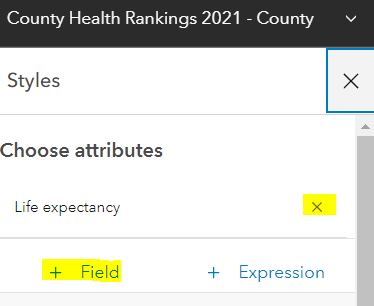 County Health Rankings 2021 - County
Styles
Choose attributes
Life expectancy
+ Field + Expression